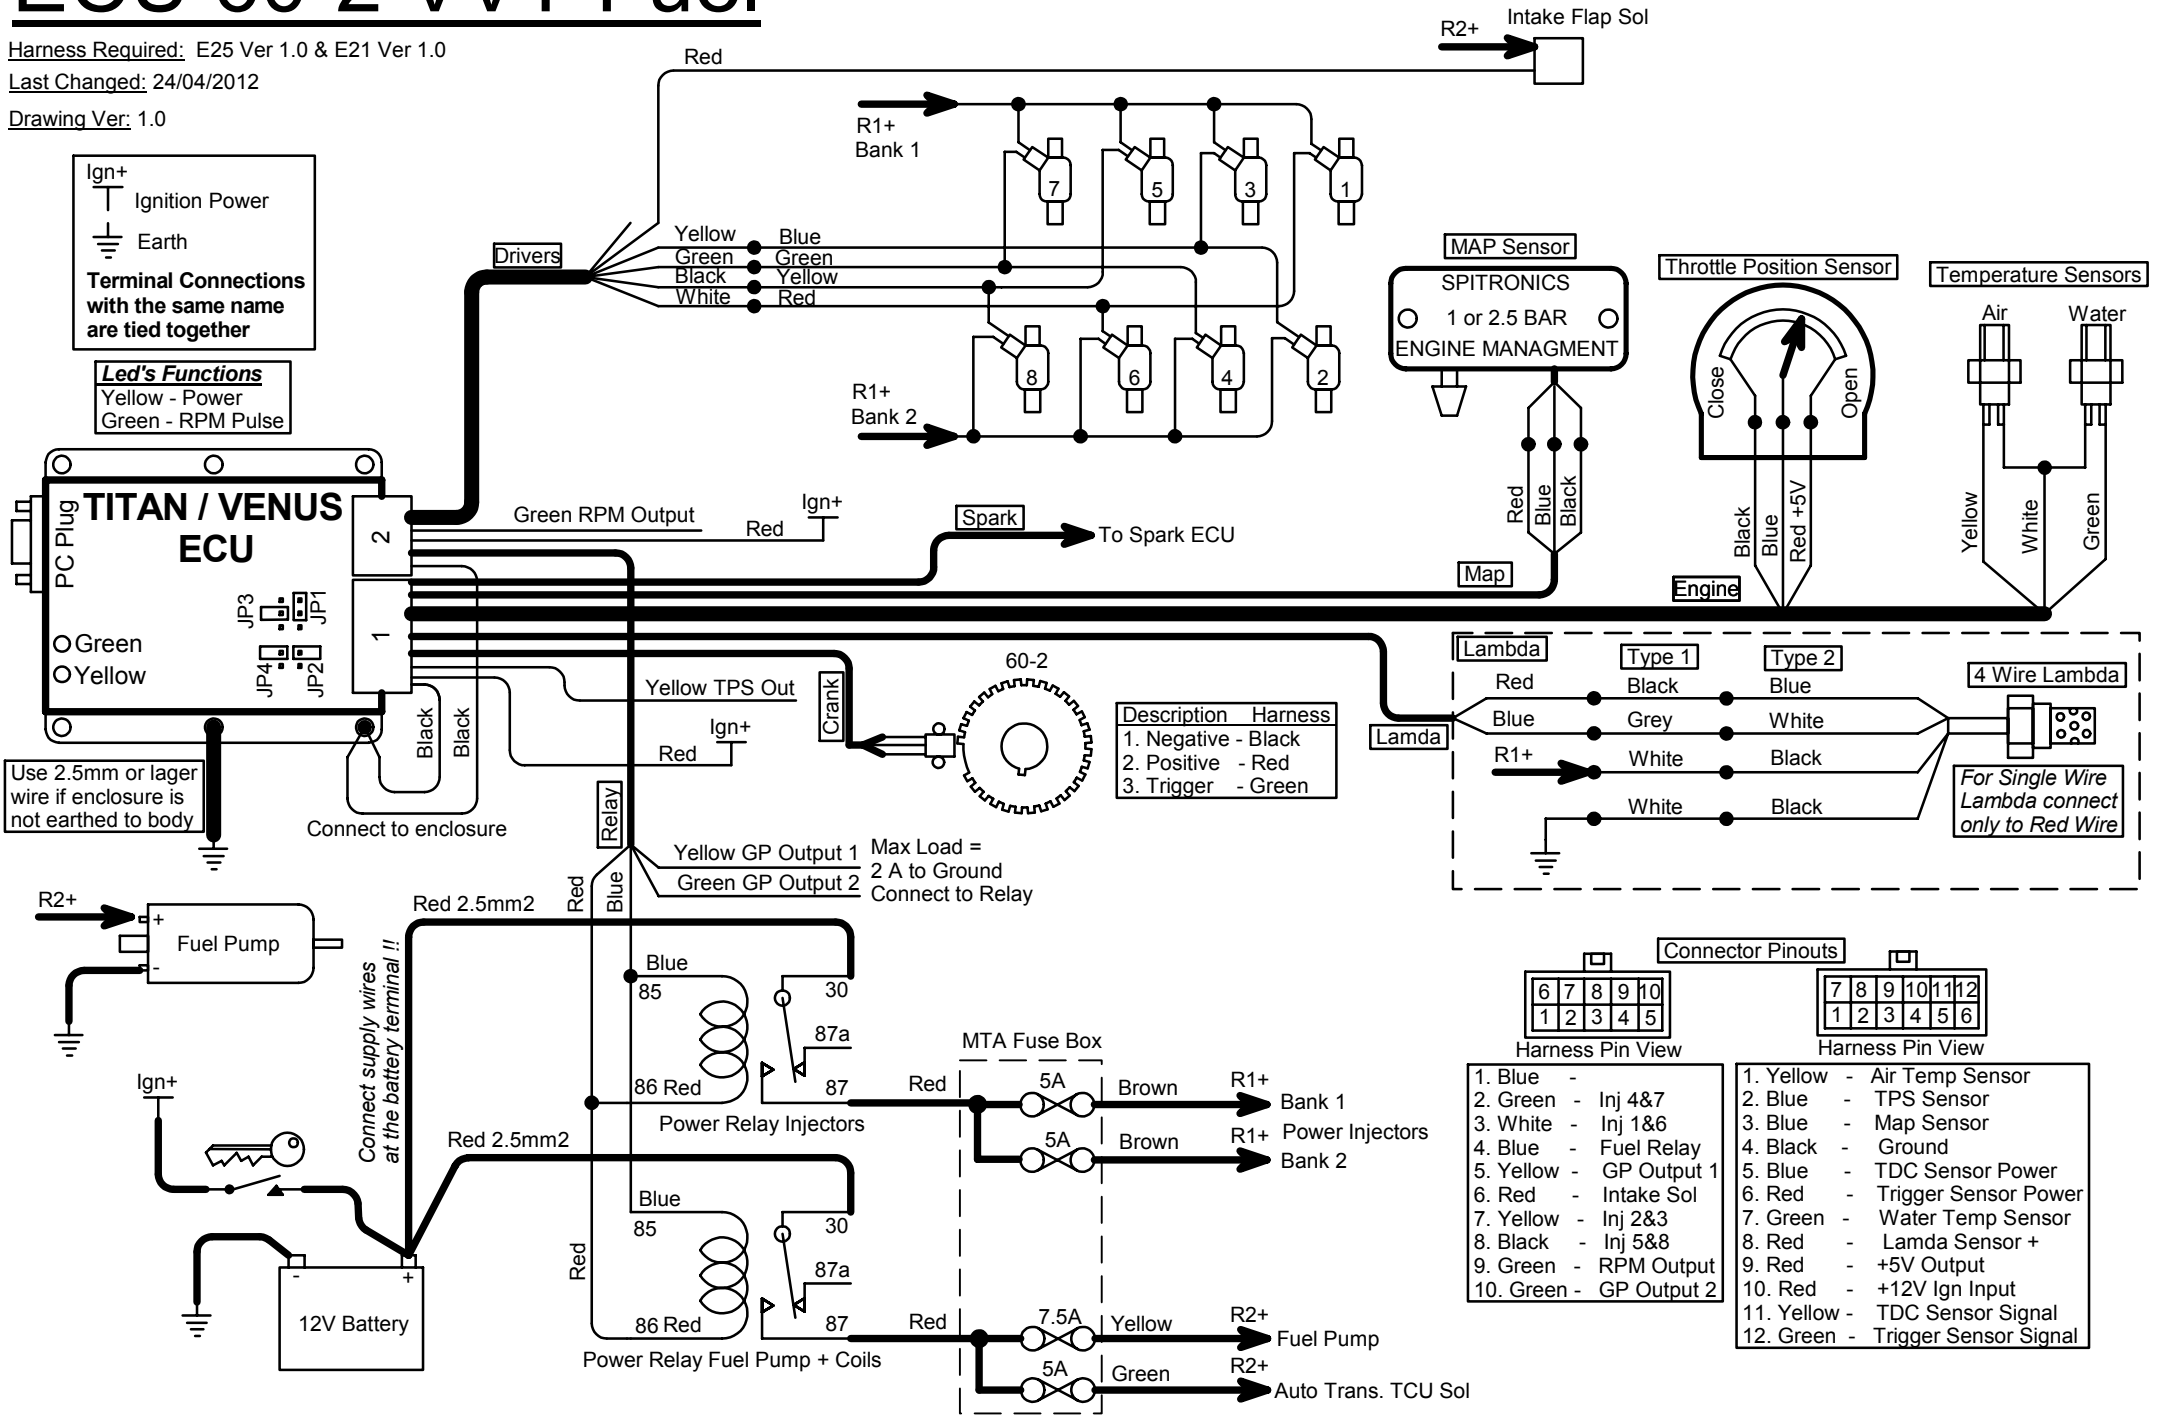 Harness Required: E25 Ver 1.0 & E21 Ver 1.0
Last Changed: 24/04/2012
Drawing Ver: 1.0
Ign+
Ignition Power
Earth
Terminal Connections
with the same name
are tied together
Led's Functions
Yellow - Power
Green - RPM Pulse
TITAN / VENUS
ECU
PC Plug
2
1
JP3
JP1
JP4
JP2
Green
Yellow
Use 2.5mm or lager
wire if enclosure is
not earthed to body
Black
Black
Connect to enclosure
Drivers
Red
R2+
Intake Flap Sol
R1+
Bank 1
7
5
3
1
Yellow
Blue
Green
Green
Black
Yellow
White
Red
8
6
4
2
R1+
Bank 2
MAP Sensor
SPITRONICS
1 or 2.5 BAR
ENGINE MANAGMENT
Red
Blue
Black
Map
Throttle Position Sensor
Close
Open
Black
Blue
Red +5V
Engine
Temperature Sensors
Air
Water
Yellow
White
Green
Green RPM Output
Red
Ign+
Spark
To Spark ECU
Yellow TPS Out
Ign+
Red
Crank
60-2
Description Harness
1. Negative - Black
2. Positive - Red
3. Trigger - Green
Lamda
Lambda
Type 1
Type 2
4 Wire Lambda
Red
Black
Blue
Blue
Grey
White
R1+
White
Black
White
Black
For Single Wire
Lambda connect
only to Red Wire
Relay
Yellow GP Output 1
Green GP Output 2
Max Load =
2 A to Ground
Connect to Relay
Red
Blue
R2+
+
-
Fuel Pump
Red 2.5mm2
Connect supply wires
at the battery terminal !!
Blue
85
30
87a
86 Red
87
Power Relay Injectors
Red
MTA Fuse Box
5A
Brown
R1+
Bank 1
Power Injectors
5A
Brown
R1+
Bank 2
Ign+
Red 2.5mm2
-
+
12V Battery
Red
Blue
85
30
87a
86 Red
87
Power Relay Fuel Pump + Coils
Red
7.5A
Yellow
R2+
Fuel Pump
5A
Green
R2+
Auto Trans. TCU Sol
Connector Pinouts
6 7 8 9 10
1 2 3 4 5
Harness Pin View
1. Blue -
2. Green - Inj 4&7
3. White - Inj 1&6
4. Blue - Fuel Relay
5. Yellow - GP Output 1
6. Red - Intake Sol
7. Yellow - Inj 2&3
8. Black - Inj 5&8
9. Green - RPM Output
10. Green - GP Output 2
7 8 9 10 11 12
1 2 3 4 5 6
Harness Pin View
1. Yellow - Air Temp Sensor
2. Blue - TPS Sensor
3. Blue - Map Sensor
4. Black - Ground
5. Blue - TDC Sensor Power
6. Red - Trigger Sensor Power
7. Green - Water Temp Sensor
8. Red - Lamda Sensor +
9. Red - +5V Output
10. Red - +12V Ign Input
11. Yellow - TDC Sensor Signal
12. Green - Trigger Sensor Signal